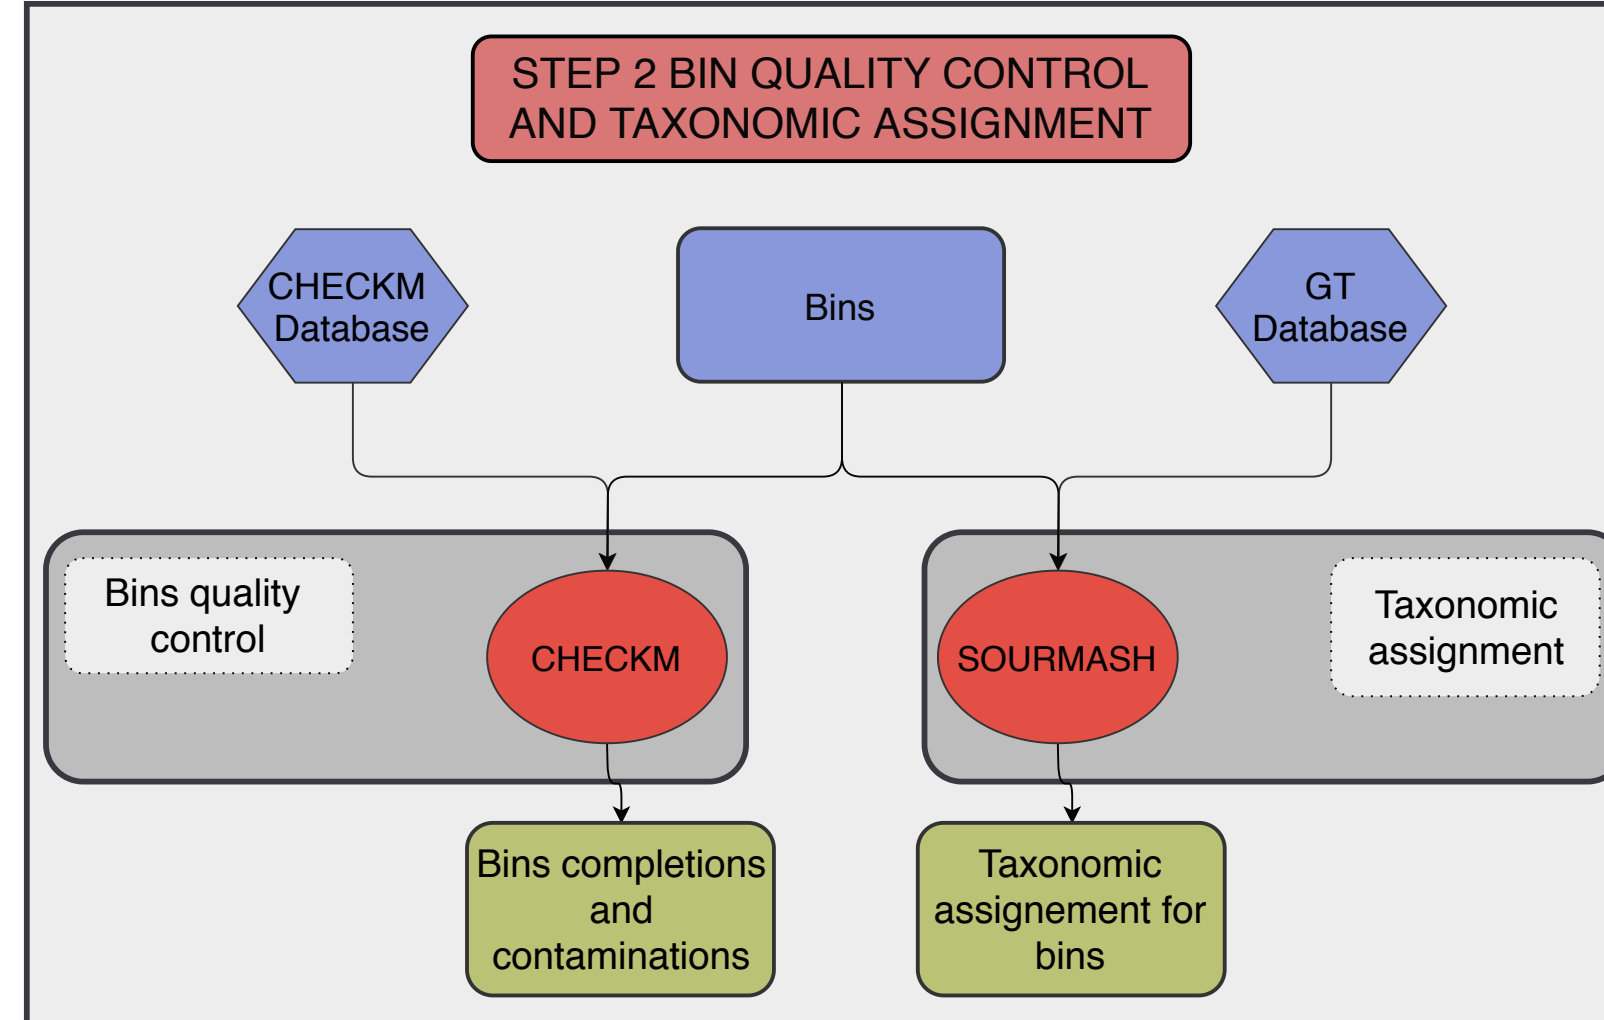 STEP 2 BIN QUALITY CONTROL
AND TAXONOMIC ASSIGNMENT
CHECKM
Database
Bins
GT
Database
Bins quality
control
CHECKM
SOURMASH
Taxonomic
assignment
Bins completions
and
contaminations
Taxonomic
assignement for
bins